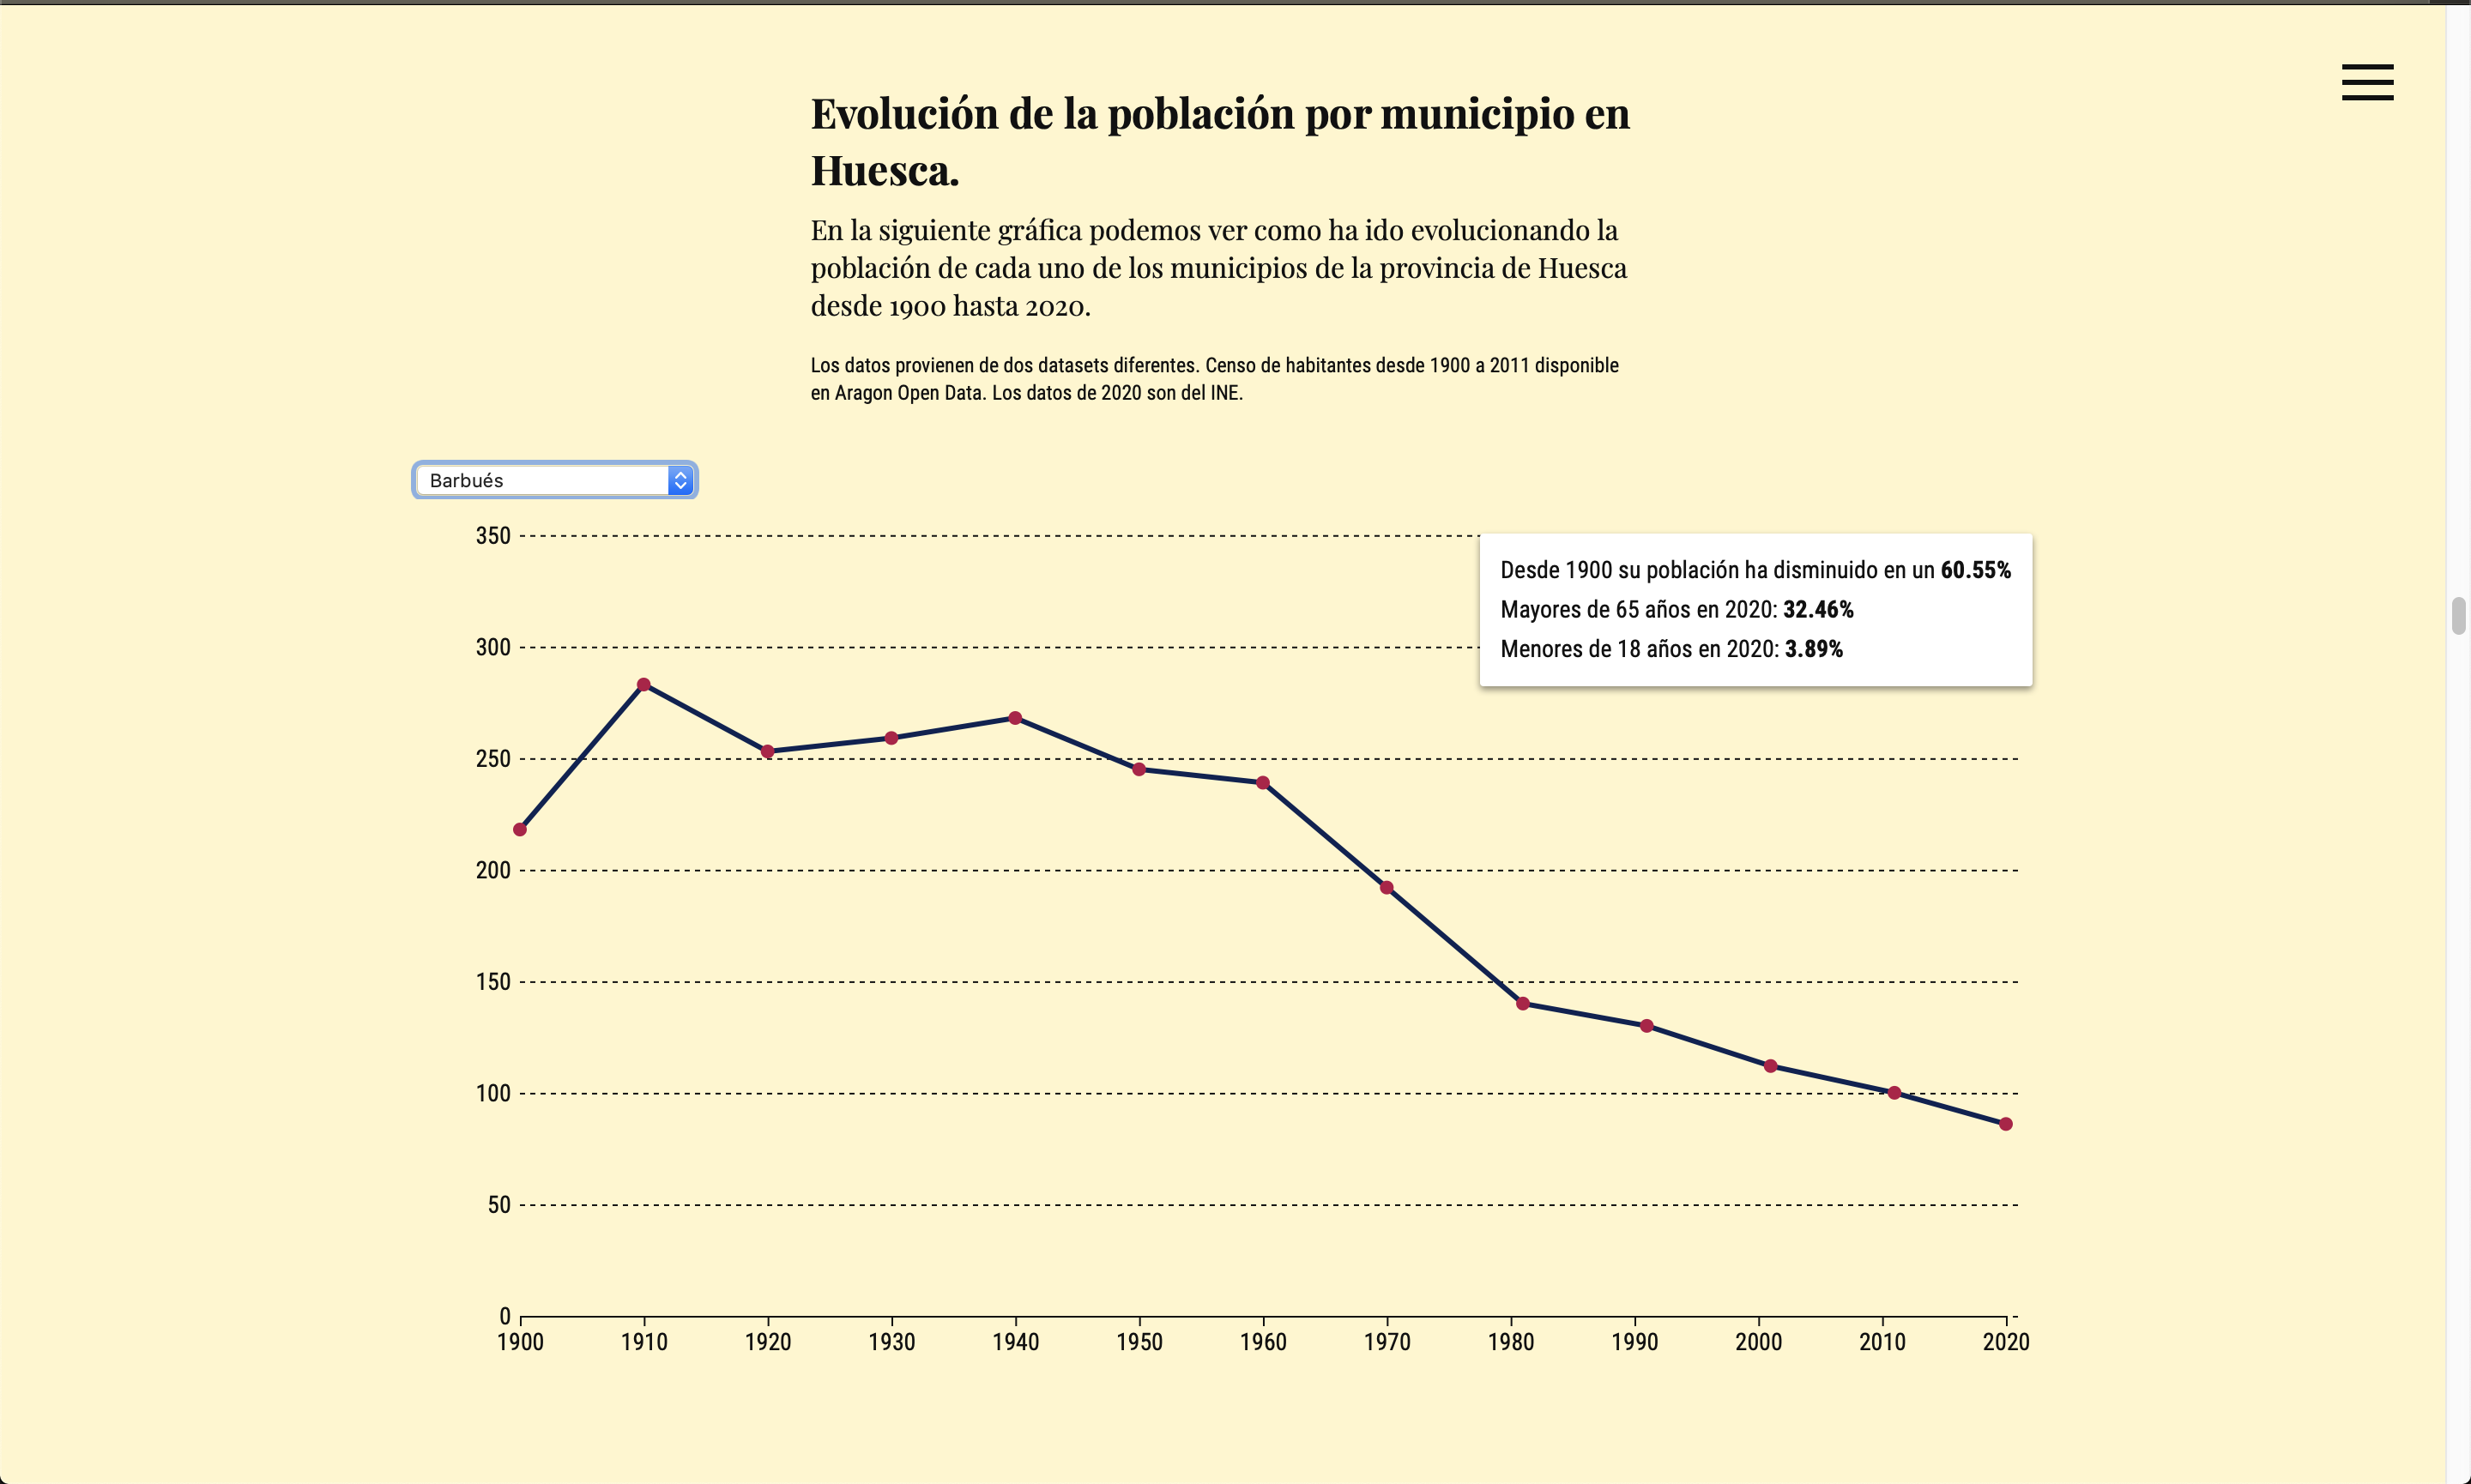 Evolución de la población por municipio en
Huesca.
En la siguiente gráfica podemos ver como ha ido evolucionando la
población de cada uno de los municipios de la provincia de Huesca
desde 1900 hasta 2020.
Los datos provienen de dos datasets diferentes. Censo de habitantes desde 1900 a 2011 disponible
en Aragon Open Data. Los datos de 2020 son del INE.
Barbués
Desde 1900 su población ha disminuido en un 60.55%
Mayores de 65 años en 2020: 32.46%
Menores de 18 años en 2020: 3.89%
350
300
250
200
150
100
50
0
1900 1910 1920 1930 1940 1950 1960 1970 1980 1990 2000 2010 2020